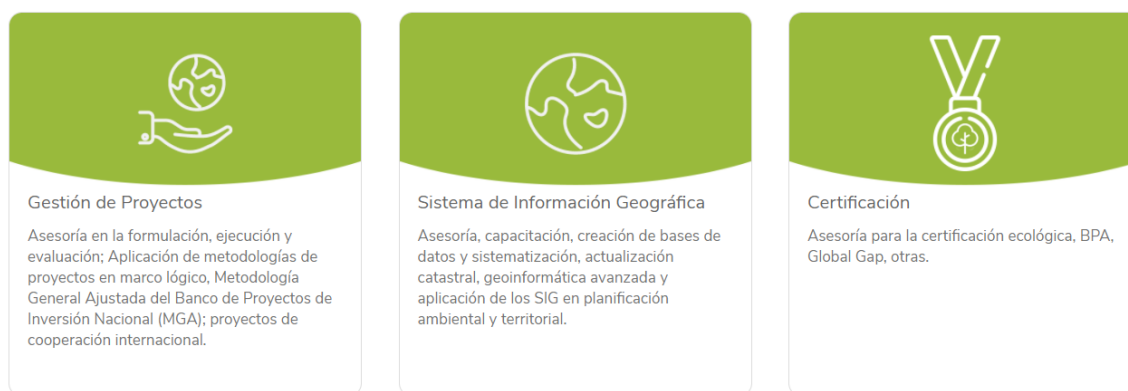 Gestión de Proyectos
Asesoría en la formulación, ejecución y
evaluación; Aplicación de metodologías de
proyectos en marco lógico, Metodología
General Ajustada del Banco de Proyectos de
Inversión Nacional (MGA); proyectos de
cooperación internacional.
Sistema de Información Geográfica
Asesoría, capacitación, creación de bases de
datos y sistematización, actualización
catastral, geoinformática avanzada y
aplicación de los SIG en planificación
ambiental y territorial.
Certificación
Asesoría para la certificación ecológica, BPA,
Global Gap, otras.